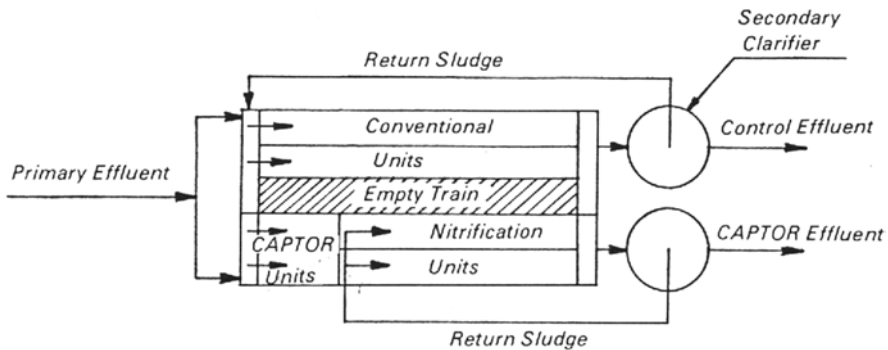 Secondary
Clarifier
Return Sludge
Conventional
Control Effluent
Units
Primary Effluent
Empty Train
CAPTOR
Units
Nitrification
CAPTOR Effluent
Units
Return Sludge